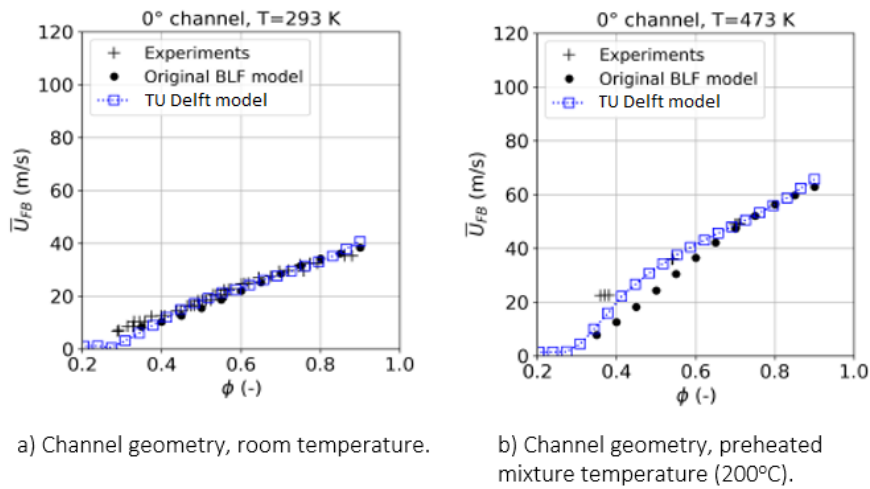 0° channel, T=293 K
120
100
80
60
40
20
0
U̅_FB (m/s)
Experiments
Original BLF model
TU Delft model
0.2
0.4
0.6
0.8
1.0
ϕ (-)
a) Channel geometry, room temperature.
0° channel, T=473 K
120
100
80
60
40
20
0
U̅_FB (m/s)
Experiments
Original BLF model
TU Delft model
0.2
0.4
0.6
0.8
1.0
ϕ (-)
b) Channel geometry, preheated
mixture temperature (200°C).